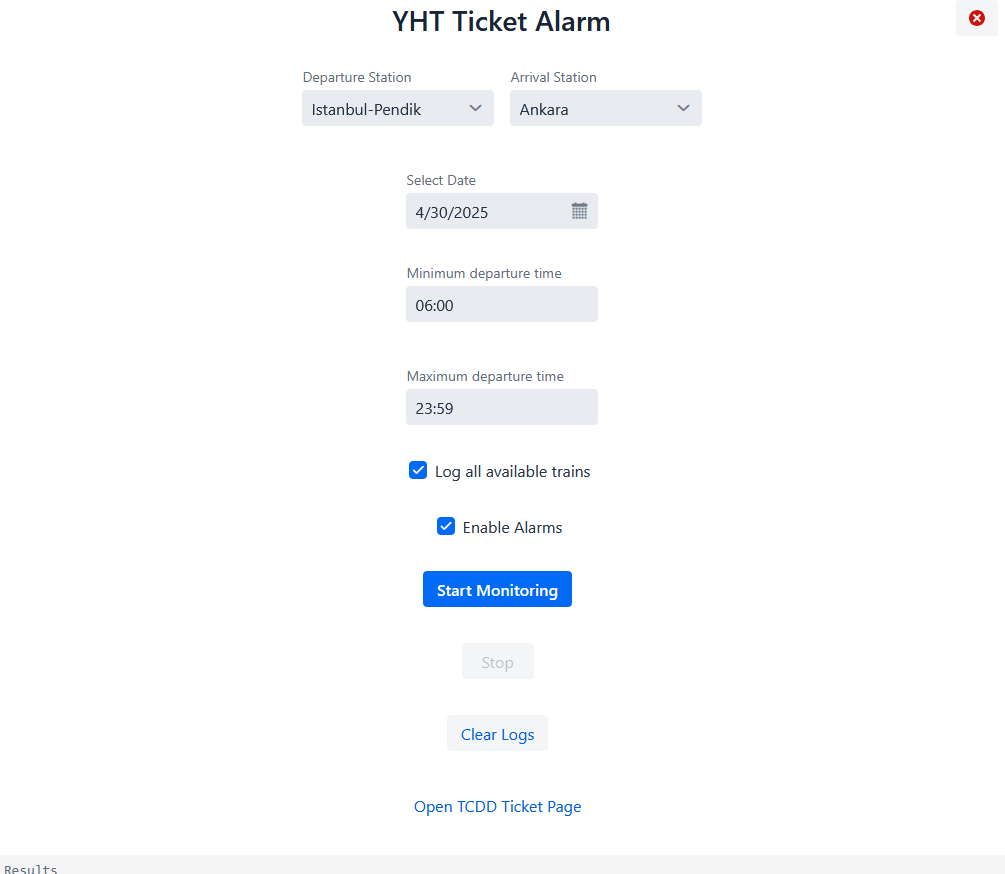 YHT Ticket Alarm
Departure Station Arrival Station
Istanbul-Pendik Ankara
Select Date
4/30/2025
Minimum departure time
06:00
Maximum departure time
23:59
Log all available trains
Enable Alarms
Start Monitoring
Stop
Clear Logs
Open TCDD Ticket Page
Results